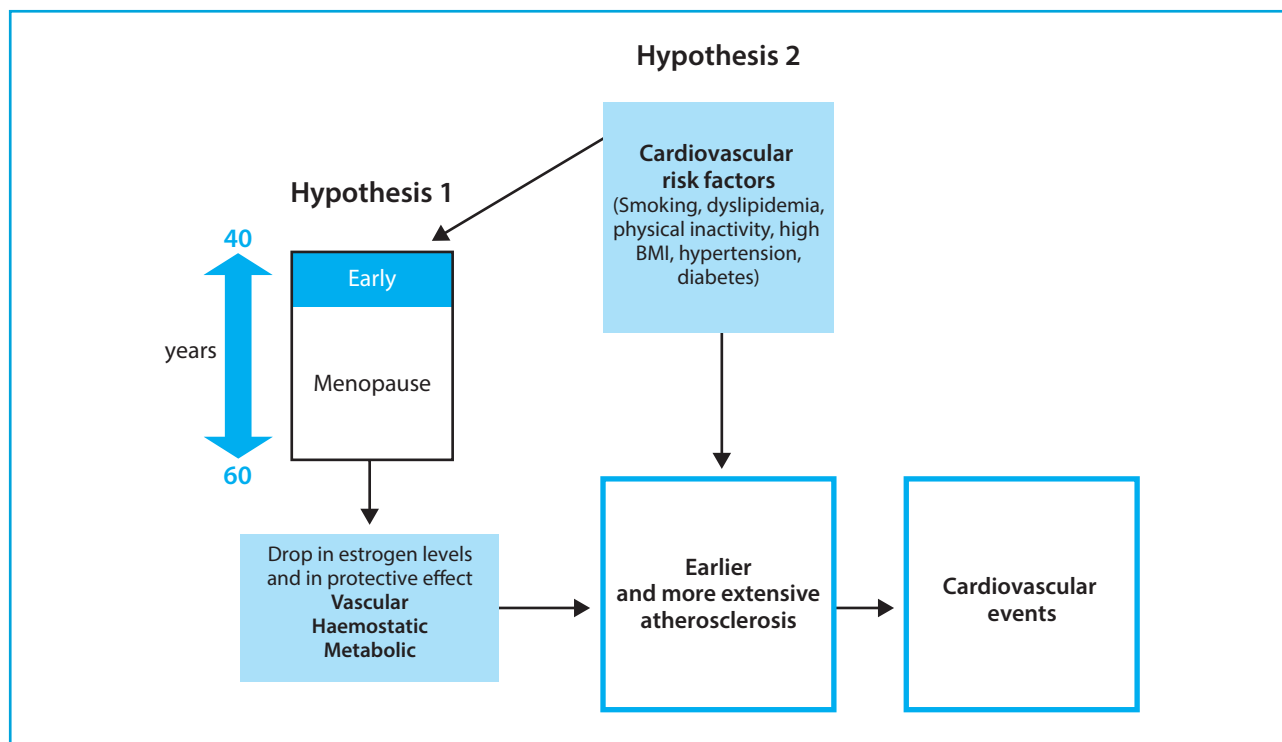 Hypothesis 2
Cardiovascular
risk factors
(Smoking, dyslipidemia,
physical inactivity, high
BMI, hypertension,
diabetes)
Hypothesis 1
40
Early
years
Menopause
60
Drop in estrogen levels
and in protective effect
Vascular
Haemostatic
Metabolic
Earlier
and more extensive
atherosclerosis
Cardiovascular
events